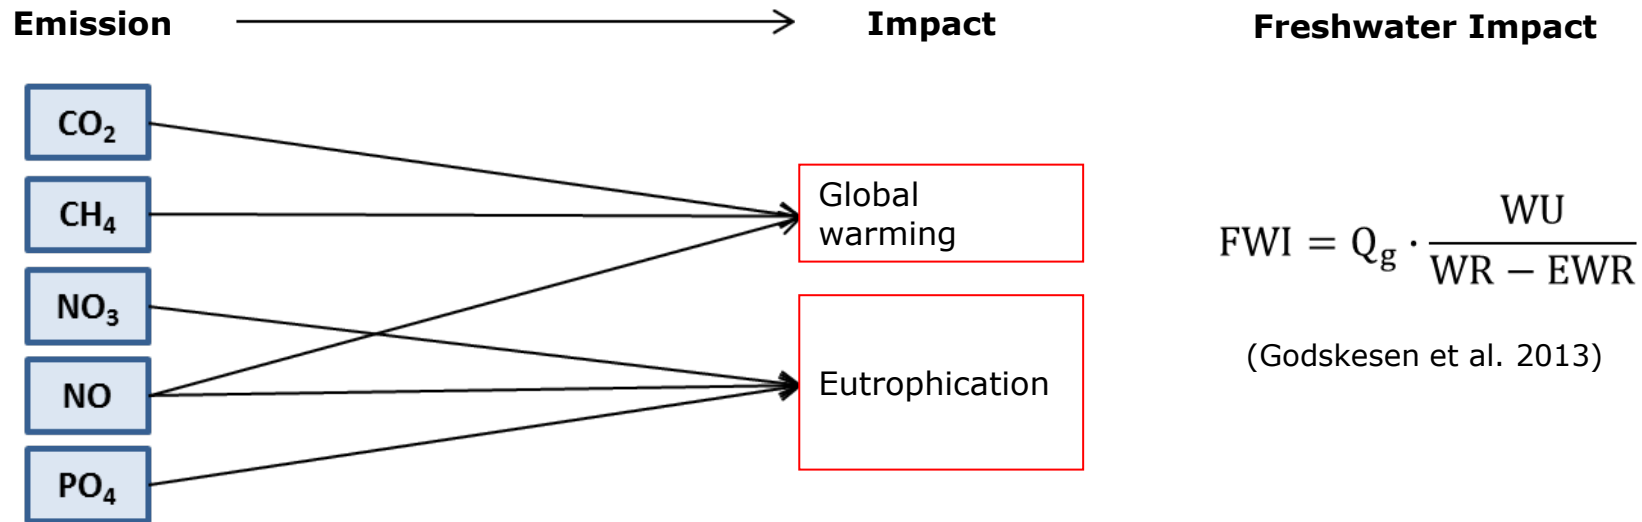 Emission Impact Freshwater Impact
CO₂
CH₄
NO₃
NO
PO₄
Global
warming
Eutrophication
FWI = Q_g · WU / (WR − EWR)
(Godskesen et al. 2013)